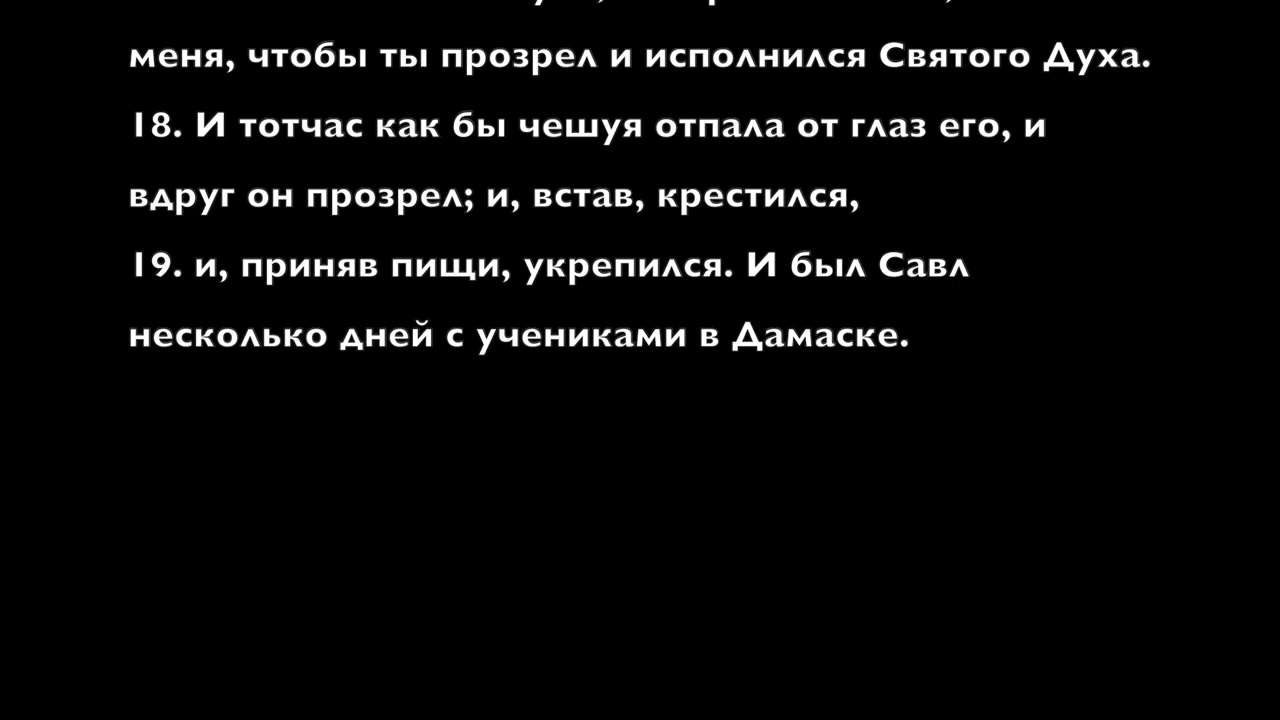 меня, чтобы ты прозрел и исполнился Святого Духа.
18. И тотчас как бы чешуя отпала от глаз его, и
вдруг он прозрел; и, встав, крестился,
19. и, приняв пищи, укрепился. И был Савл
несколько дней с учениками в Дамаске.